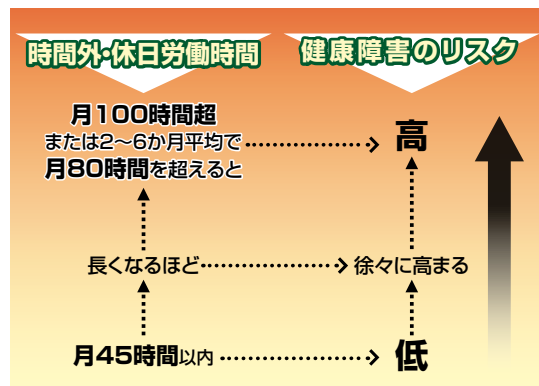 時間外・休日労働時間
健康障害のリスク
月100時間超
または2〜6か月平均で
月80時間を超えると
高
長くなるほど
徐々に高まる
月45時間以内
低